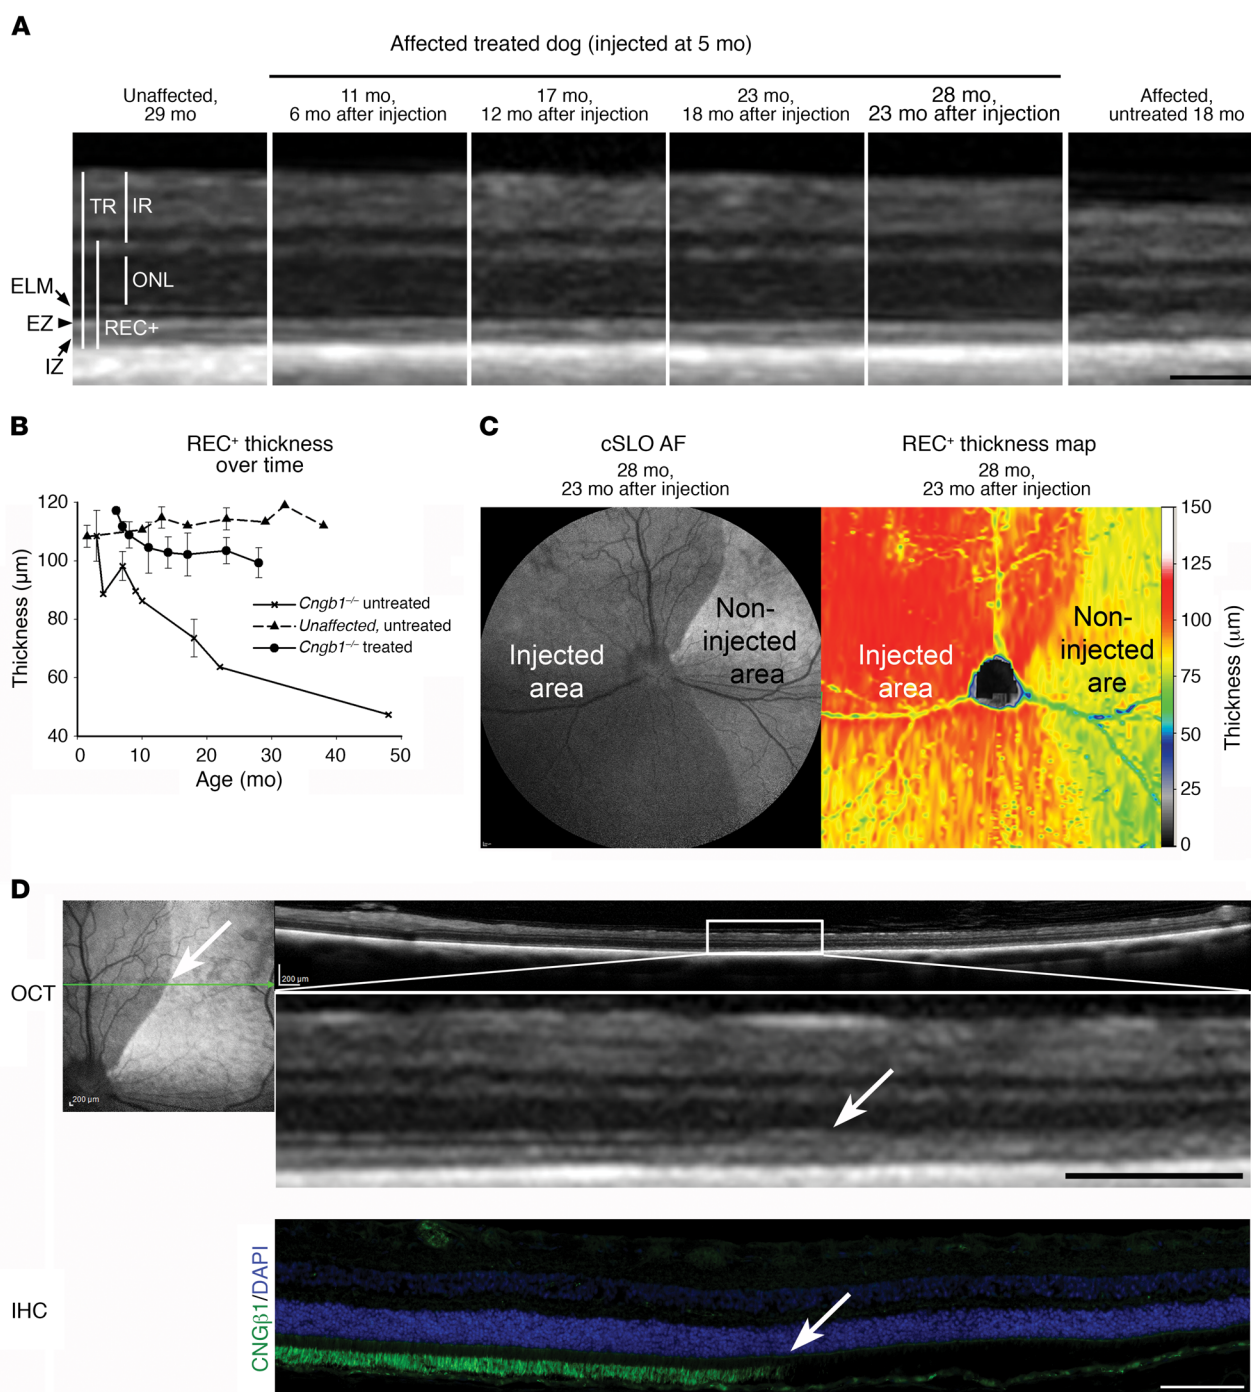 A
Affected treated dog (injected at 5 mo)
Unaffected,
29 mo
11 mo,
6 mo after injection
17 mo,
12 mo after injection
23 mo,
18 mo after injection
28 mo,
23 mo after injection
Affected,
untreated 18 mo
TR
IR
ONL
REC+
ELM
EZ
IZ
B
REC⁺ thickness
over time
Thickness (μm)
120
100
80
60
40
0
10
20
30
40
50
Age (mo)
Cngb1⁻/⁻ untreated
Unaffected, untreated
Cngb1⁻/⁻ treated
C
cSLO AF
28 mo,
23 mo after injection
Injected
area
Non-
injected
area
REC⁺ thickness map
28 mo,
23 mo after injection
Injected
area
Non-
injected
are
150
125
100
75
50
25
0
Thickness (μm)
D
OCT
200 μm
200 μm
IHC
CNGβ1/DAPI